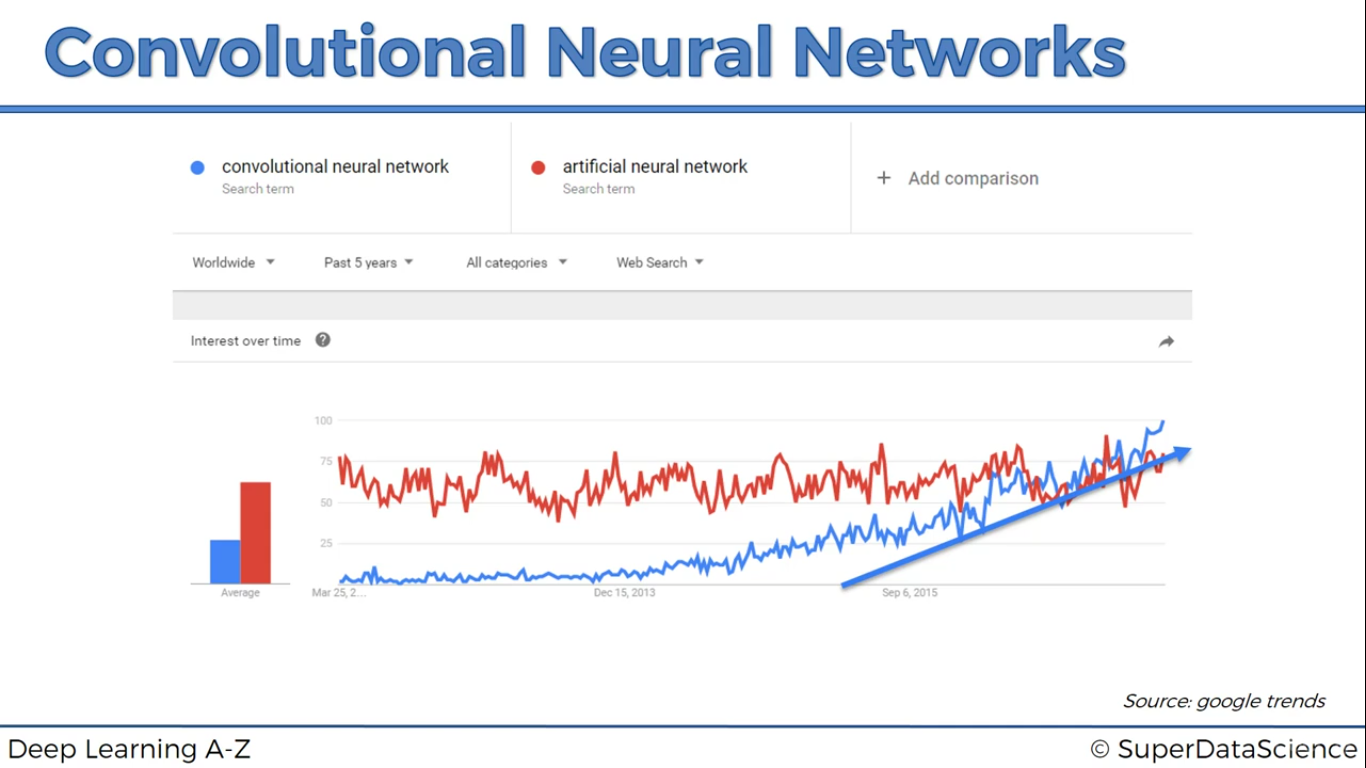 Convolutional Neural Networks
convolutional neural network
Search term
artificial neural network
Search term
+ Add comparison
Worldwide
Past 5 years
All categories
Web Search
Interest over time ?
100
75
50
25
Average
Mar 25, 2...
Dec 15, 2013
Sep 6, 2015
Source: google trends
Deep Learning A-Z
© SuperDataScience